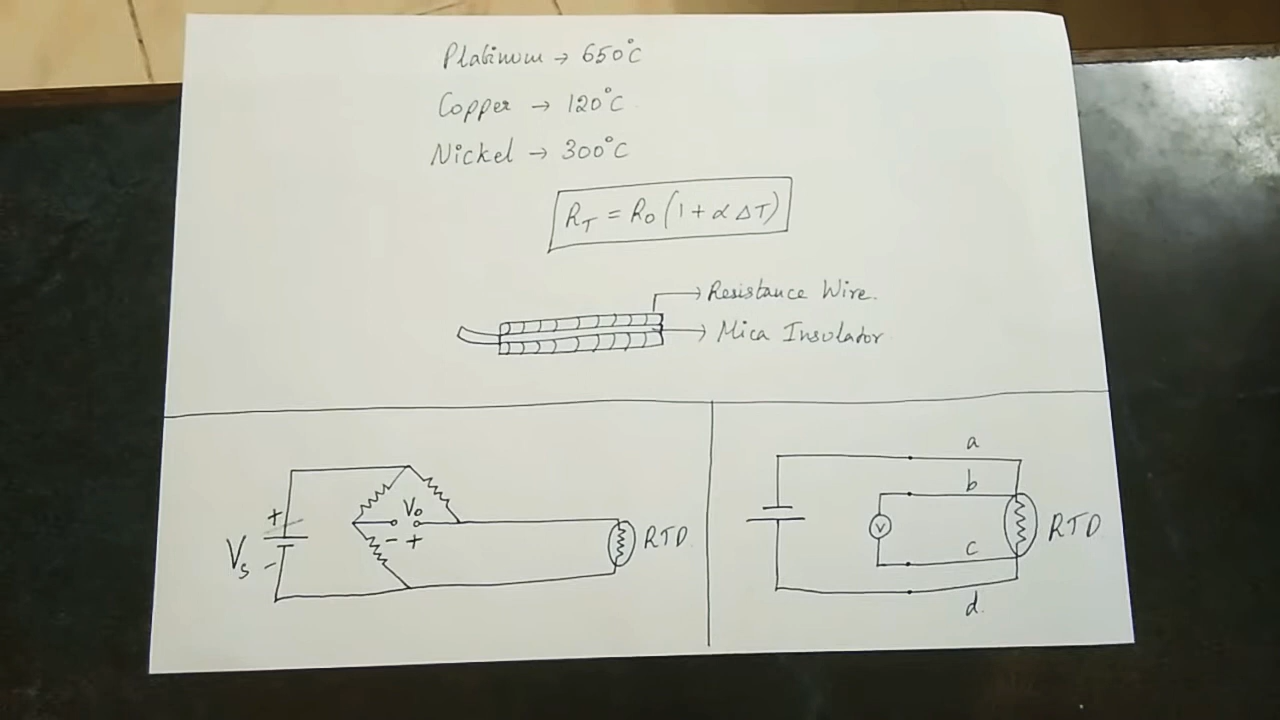 Platinum → 650°C
Copper → 120°C
Nickel → 300°C
R_T = R_0 (1 + α ΔT)
Resistance Wire.
Mica Insulator
+
V_s
-
V_o
- +
RTD
a
b
V
c
d.
RTD